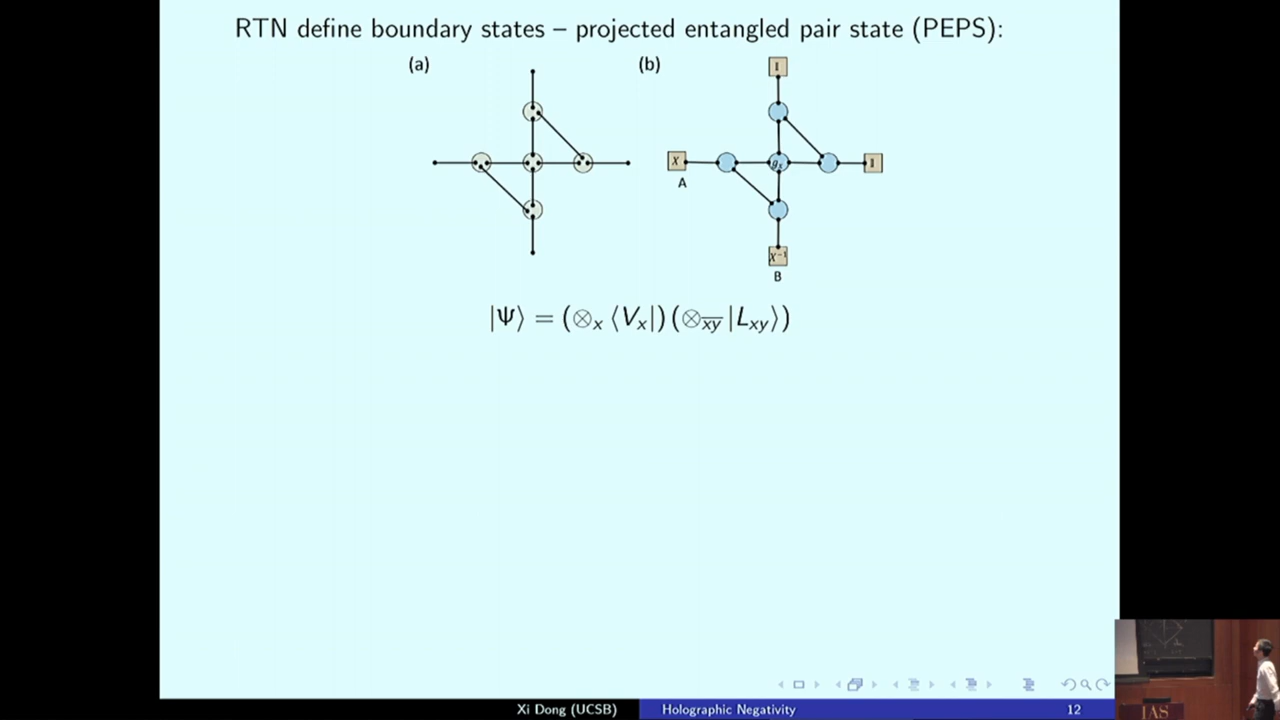 RTN define boundary states – projected entangled pair state (PEPS):
(a)
(b)
I
X
g_x
I
A
X⁻¹
B
|Ψ⟩ = (⊗_x ⟨V_x|)(⊗_{\overline{xy}} |L_{xy}⟩)
Xi Dong (UCSB)
Holographic Negativity
12
IAS